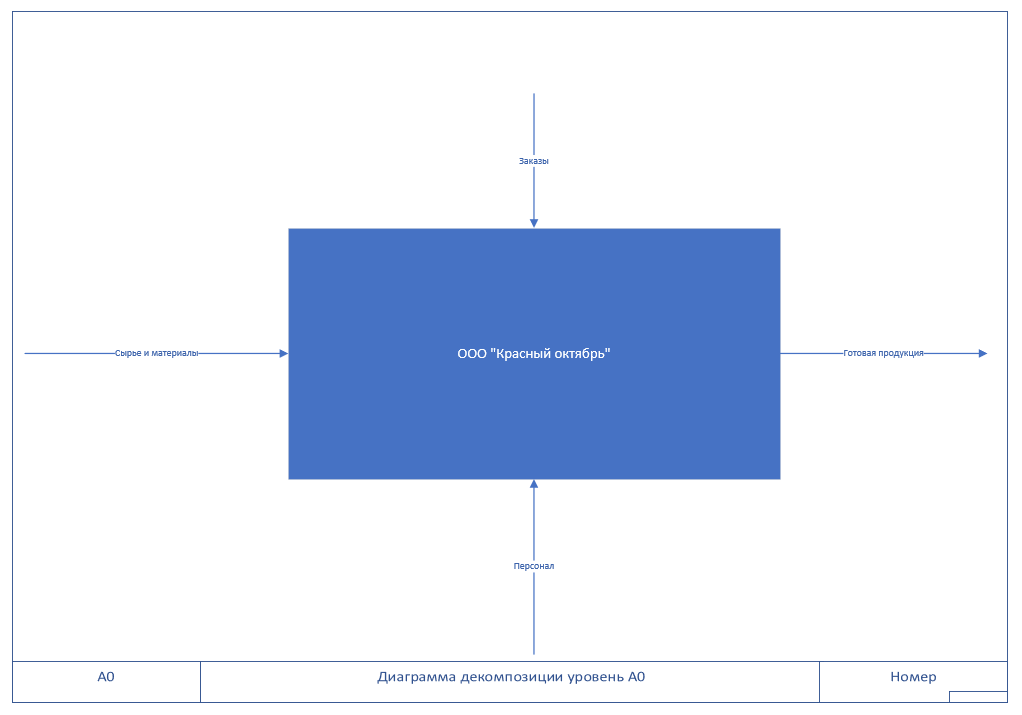 Заказы
Сырье и материалы
ООО "Красный октябрь"
Готовая продукция
Персонал
А0
Диаграмма декомпозиции уровень А0
Номер